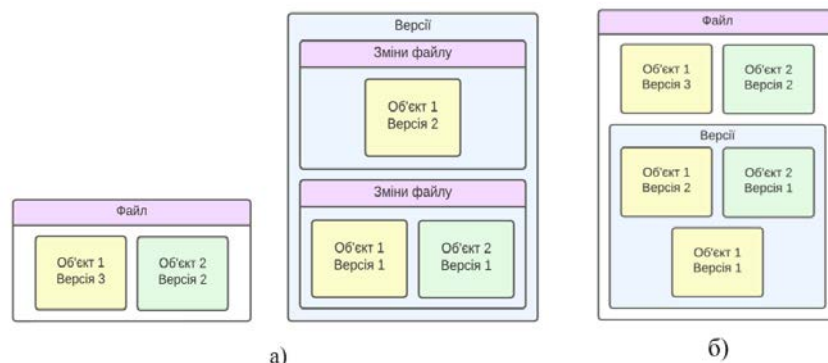 Файл
Об'єкт 1
Версія 3
Об'єкт 2
Версія 2
Версії
Зміни файлу
Об'єкт 1
Версія 2
Зміни файлу
Об'єкт 1
Версія 1
Об'єкт 2
Версія 1
а)
Файл
Об'єкт 1
Версія 3
Об'єкт 2
Версія 2
Версії
Об'єкт 1
Версія 2
Об'єкт 2
Версія 1
Об'єкт 1
Версія 1
б)